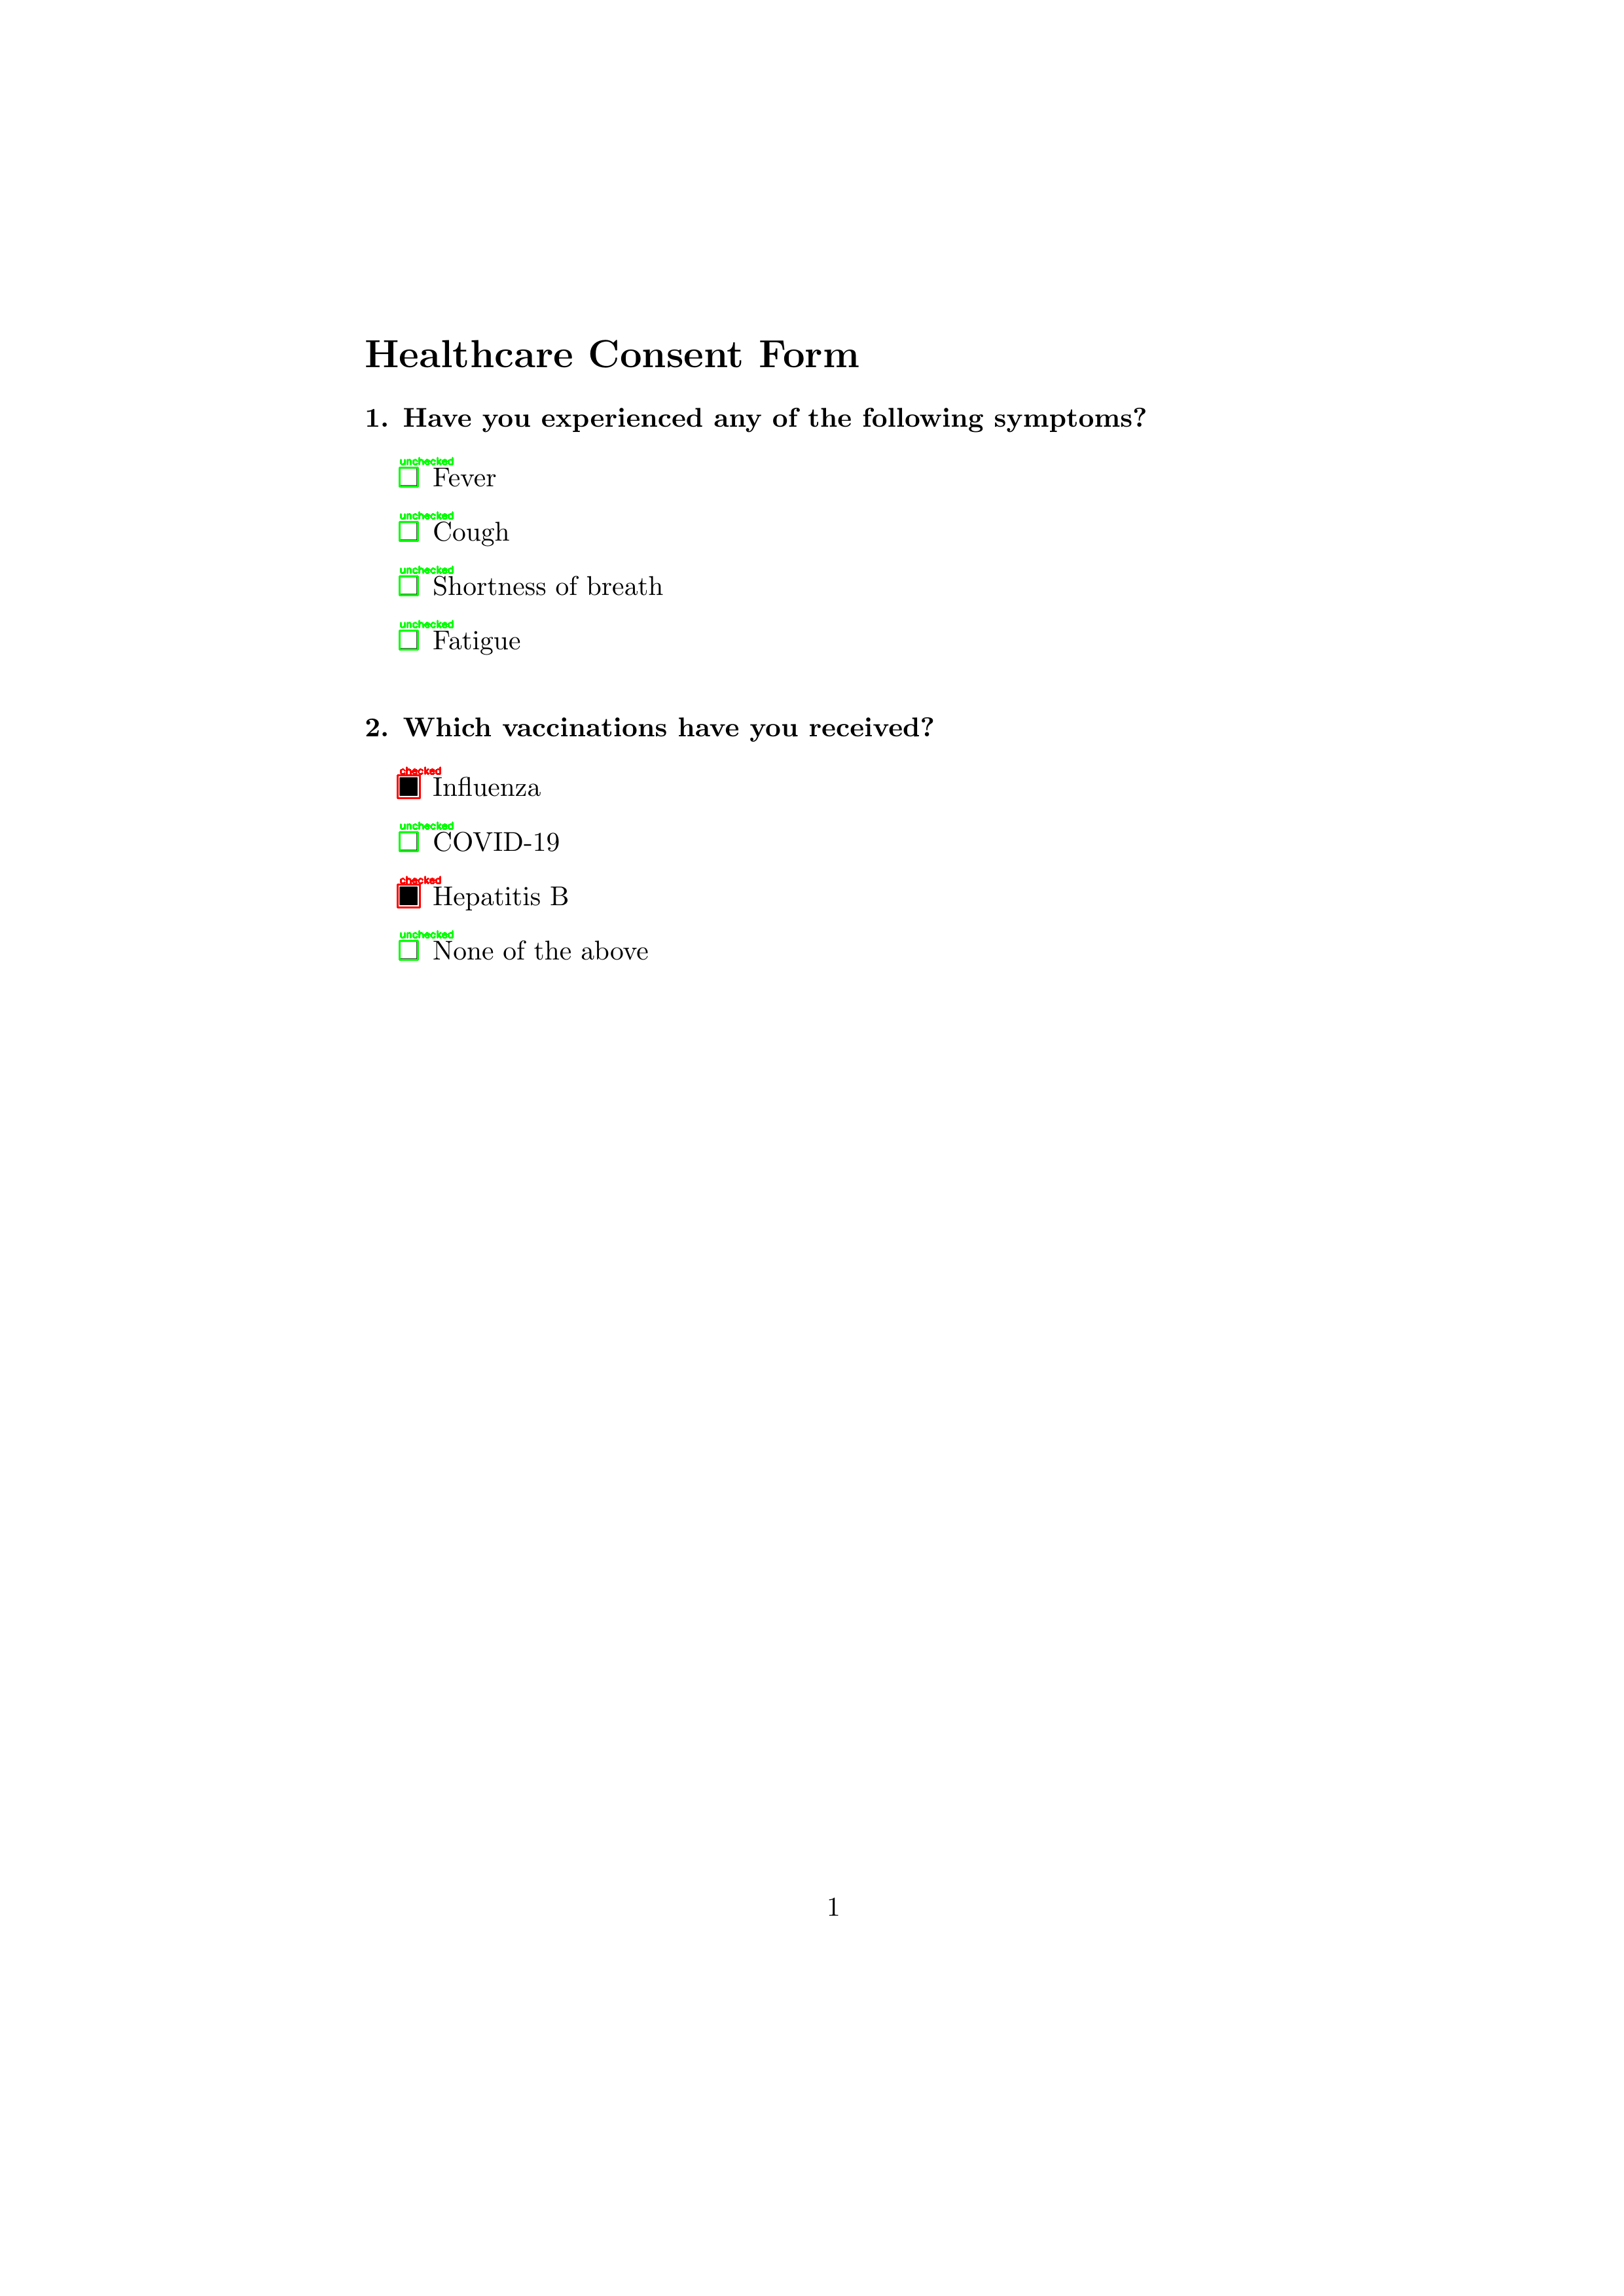 Healthcare Consent Form
1. Have you experienced any of the following symptoms?
unchecked
Fever
unchecked
Cough
unchecked
Shortness of breath
unchecked
Fatigue
2. Which vaccinations have you received?
checked
Influenza
unchecked
COVID-19
checked
Hepatitis B
unchecked
None of the above
1